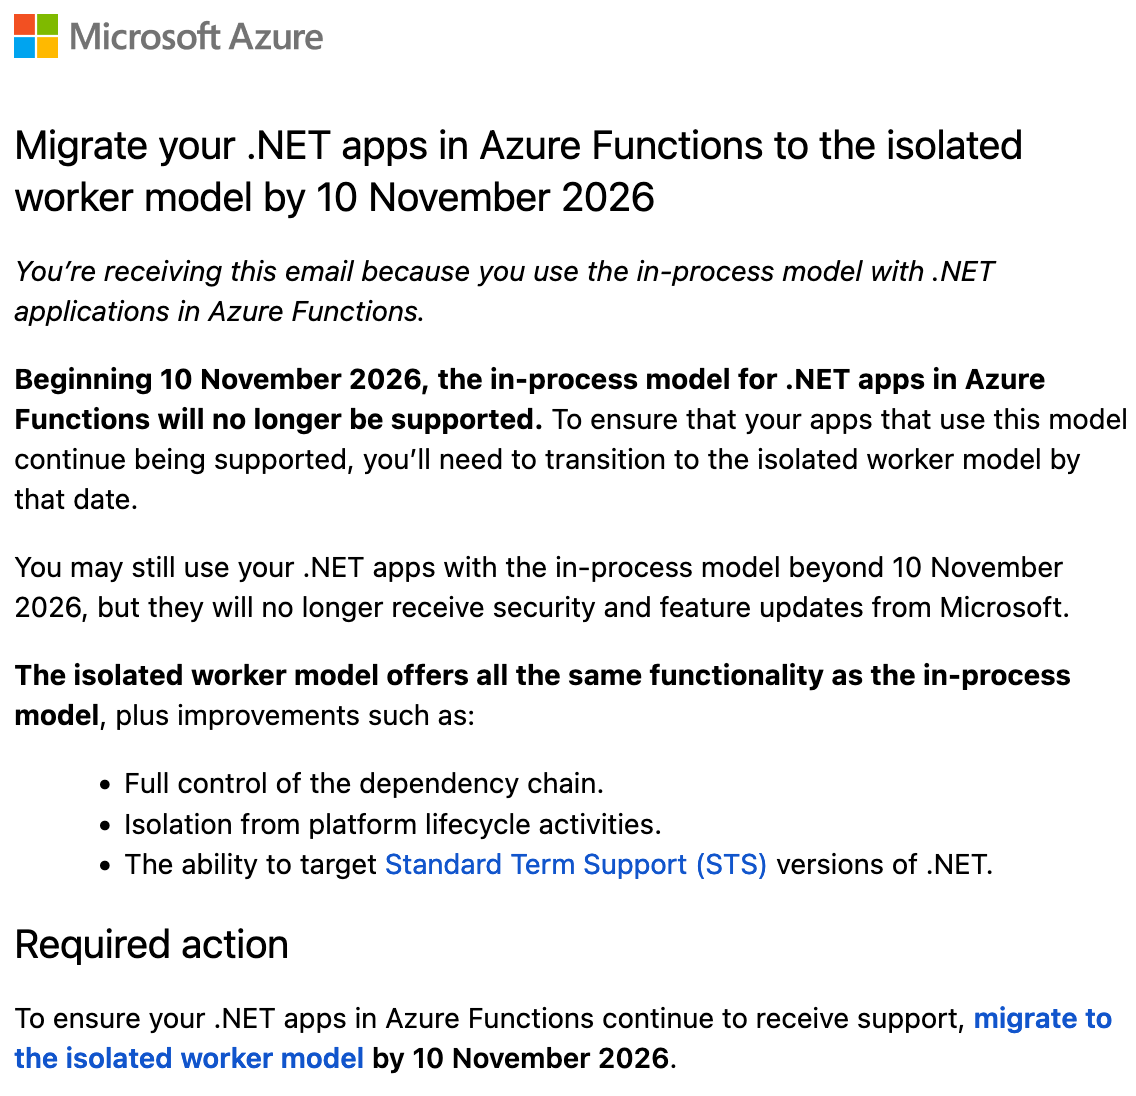 Microsoft Azure
Migrate your .NET apps in Azure Functions to the isolated
worker model by 10 November 2026
You’re receiving this email because you use the in-process model with .NET
applications in Azure Functions.
Beginning 10 November 2026, the in-process model for .NET apps in Azure
Functions will no longer be supported. To ensure that your apps that use this model
continue being supported, you’ll need to transition to the isolated worker model by
that date.
You may still use your .NET apps with the in-process model beyond 10 November
2026, but they will no longer receive security and feature updates from Microsoft.
The isolated worker model offers all the same functionality as the in-process
model, plus improvements such as:
• Full control of the dependency chain.
• Isolation from platform lifecycle activities.
• The ability to target Standard Term Support (STS) versions of .NET.
Required action
To ensure your .NET apps in Azure Functions continue to receive support, migrate to
the isolated worker model by 10 November 2026.